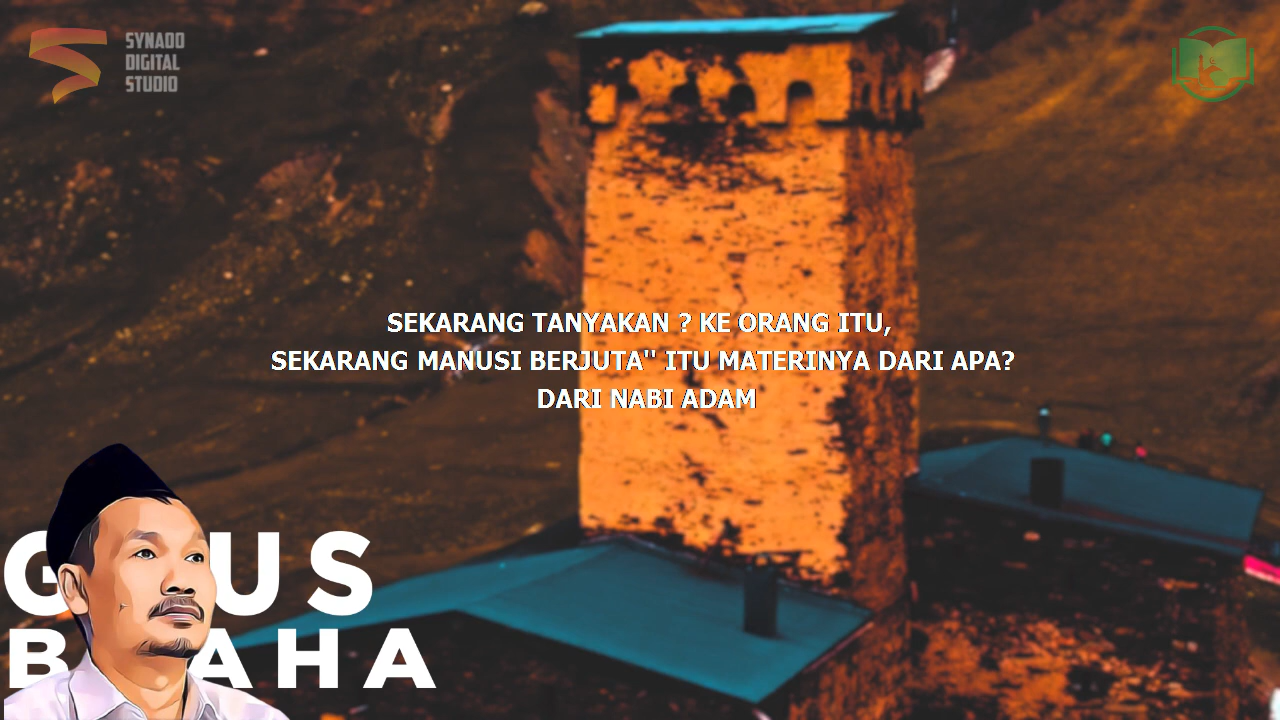 SYNADO
DIGITAL
STUDIO
SEKARANG TANYAKAN ? KE ORANG ITU,
SEKARANG MANUSI BERJUTA'' ITU MATERINYA DARI APA?
DARI NABI ADAM
GUS
BAHA